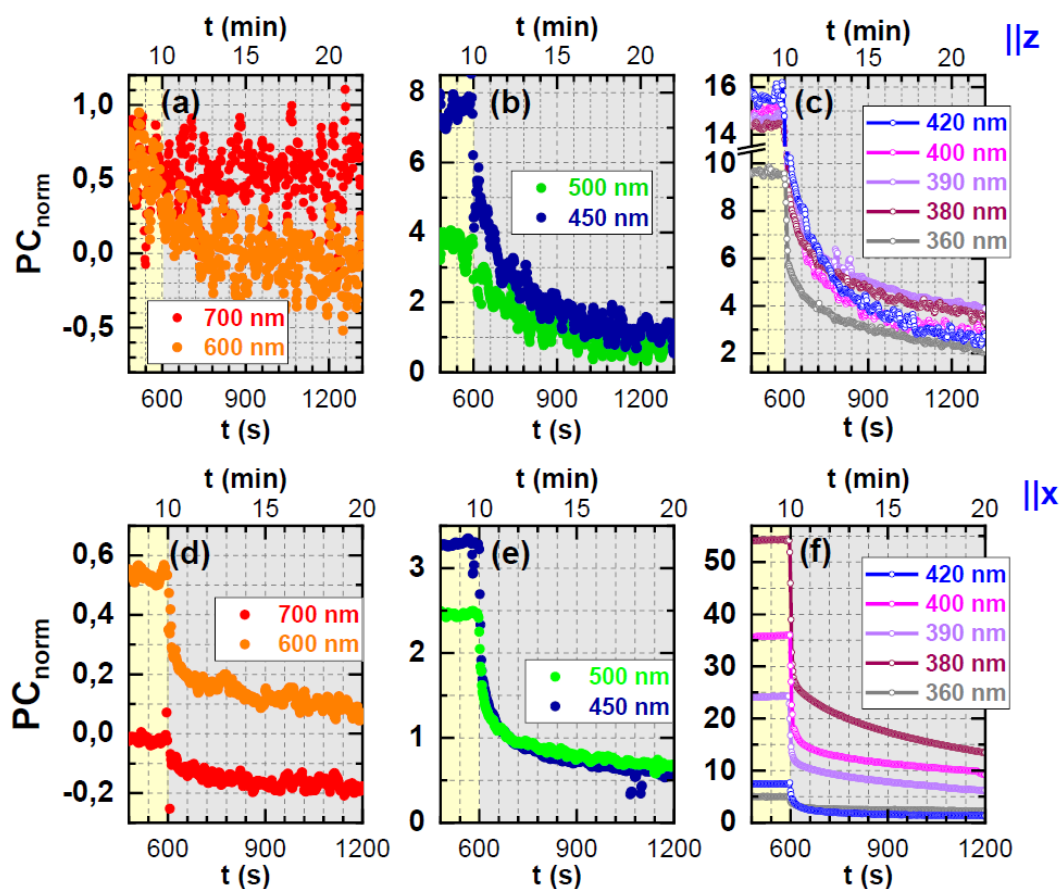 t (min)
t (min)
t (min)
||z
10 15 20
10 15 20
10 15 20
PCnorm
1,0
0,5
0,0
-0,5
(a)
700 nm
600 nm
600 900 1200
t (s)
8
6
4
2
0
(b)
500 nm
450 nm
600 900 1200
t (s)
16
14
10
8
6
4
2
(c)
420 nm
400 nm
390 nm
380 nm
360 nm
600 900 1200
t (s)
t (min)
t (min)
t (min)
||x
10 15 20
10 15 20
10 15 20
PCnorm
0,6
0,4
0,2
0,0
-0,2
(d)
700 nm
600 nm
600 900 1200
t (s)
3
2
1
0
(e)
500 nm
450 nm
600 900 1200
t (s)
50
40
30
20
10
0
(f)
420 nm
400 nm
390 nm
380 nm
360 nm
600 900 1200
t (s)